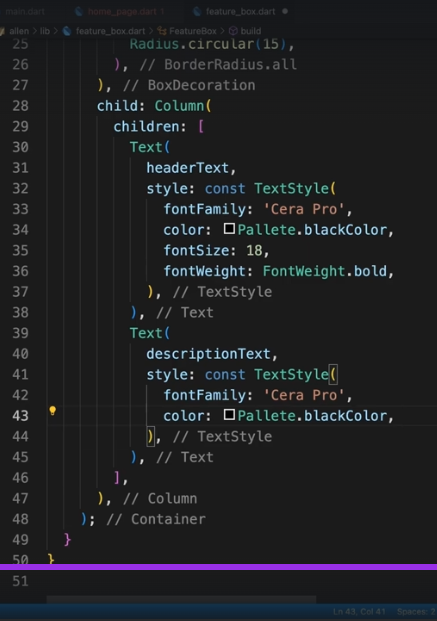 main.dart home_page.dart 1 feature_box.dart
allen > lib > feature_box.dart > FeatureBox > build
25 Radius.circular(15),
26 ), // BorderRadius.all
27 ), // BoxDecoration
28 child: Column(
29 children: [
30 Text(
31 headerText,
32 style: const TextStyle(
33 fontFamily: 'Cera Pro',
34 color: Pallete.blackColor,
35 fontSize: 18,
36 fontWeight: FontWeight.bold,
37 ), // TextStyle
38 ), // Text
39 Text(
40 descriptionText,
41 style: const TextStyle(
42 fontFamily: 'Cera Pro',
43 color: Pallete.blackColor,
44 ), // TextStyle
45 ), // Text
46 ],
47 ), // Column
48 ); // Container
49 }
50 }
51
Ln 43, Col 41 Spaces: 2